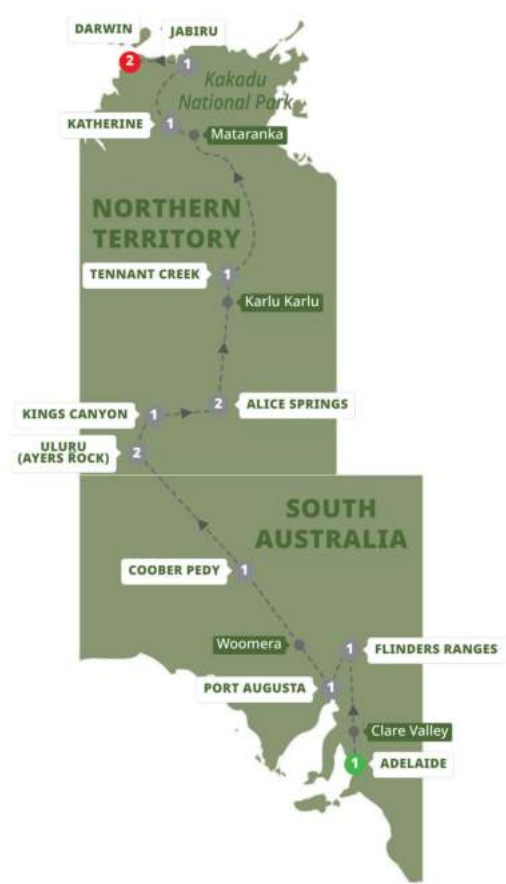 DARWIN
JABIRU
2
1
Kakadu
National Park
KATHERINE
1
Mataranka
NORTHERN
TERRITORY
TENNANT CREEK
1
Karlu Karlu
KINGS CANYON
1
2
ALICE SPRINGS
ULURU
(AYERS ROCK)
2
SOUTH
AUSTRALIA
COOBER PEDY
1
Woomera
1
FLINDERS RANGES
PORT AUGUSTA
1
Clare Valley
1
ADELAIDE